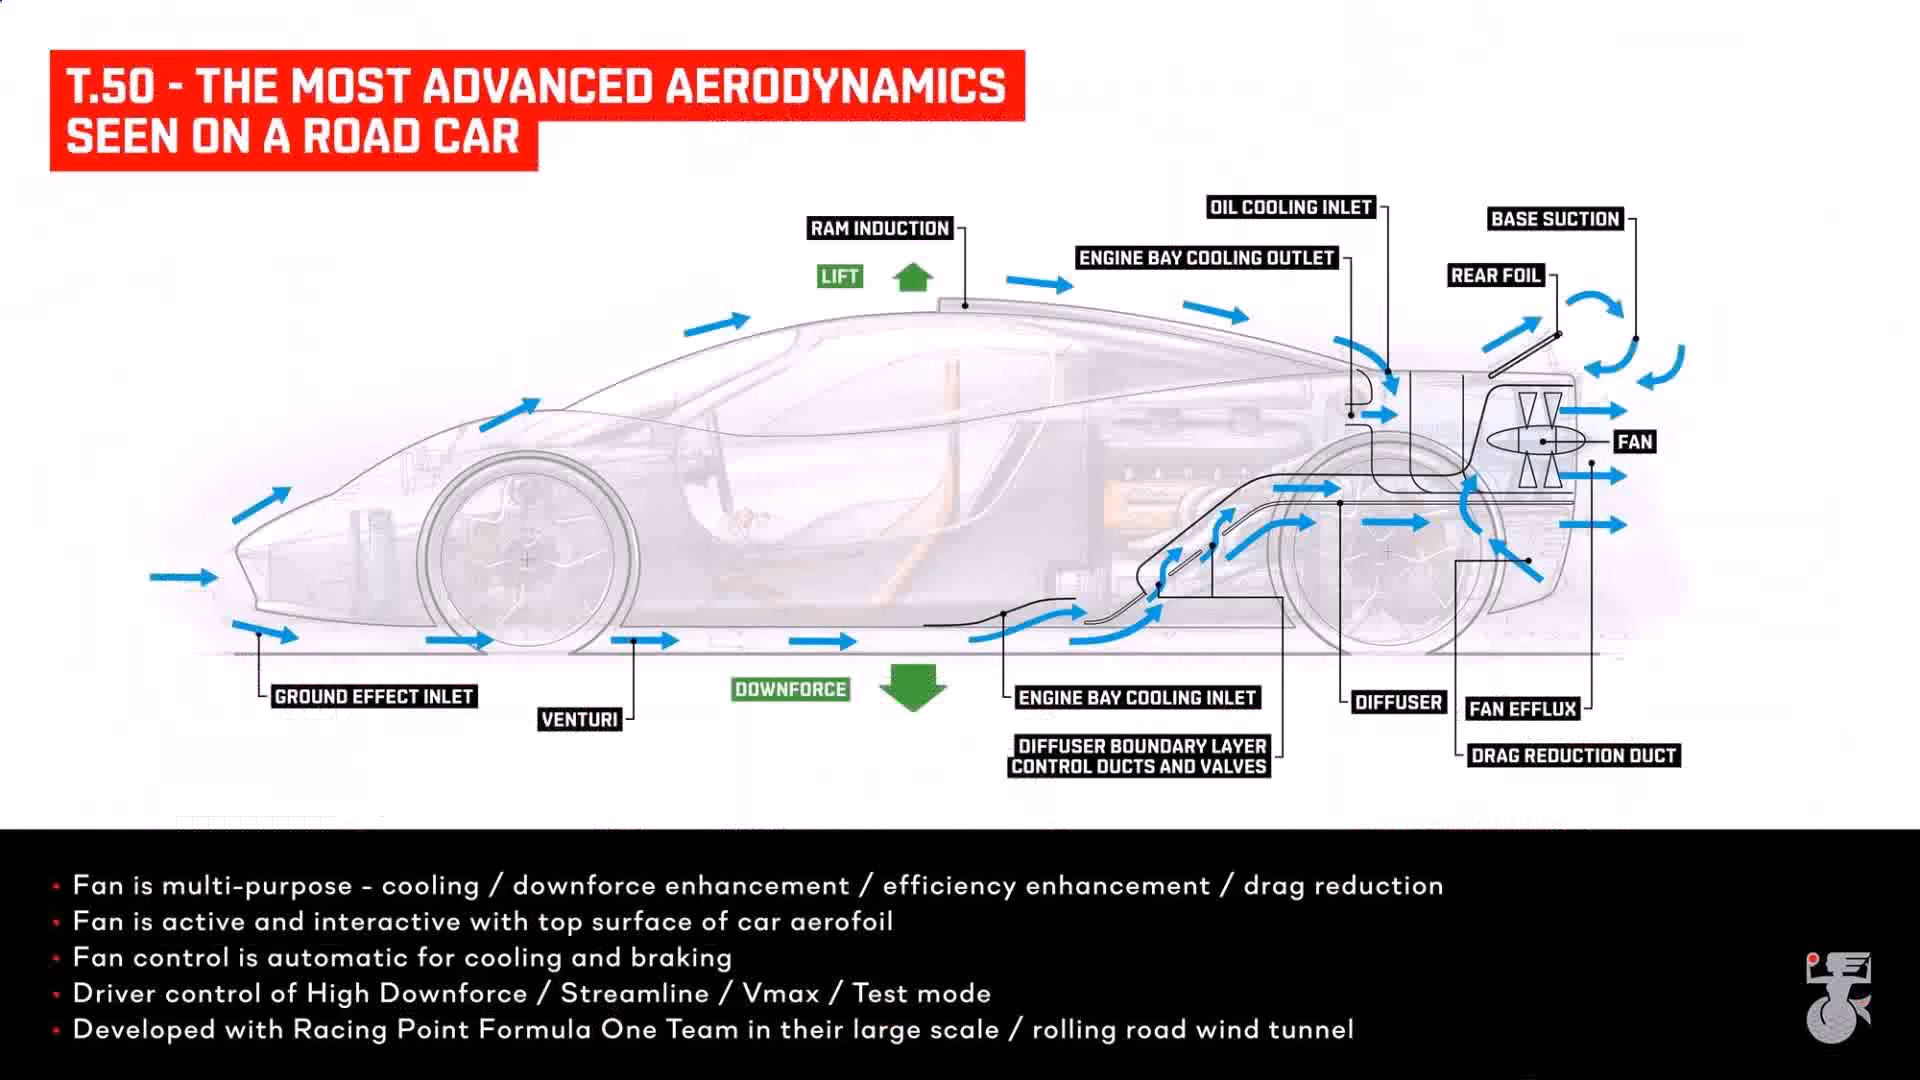 T.50 - THE MOST ADVANCED AERODYNAMICS
SEEN ON A ROAD CAR
OIL COOLING INLET
BASE SUCTION
RAM INDUCTION
ENGINE BAY COOLING OUTLET
LIFT
REAR FOIL
FAN
GROUND EFFECT INLET
VENTURI
DOWNFORCE
ENGINE BAY COOLING INLET
DIFFUSER
FAN EFFLUX
DIFFUSER BOUNDARY LAYER
CONTROL DUCTS AND VALVES
DRAG REDUCTION DUCT
- Fan is multi-purpose - cooling / downforce enhancement / efficiency enhancement / drag reduction
- Fan is active and interactive with top surface of car aerofoil
- Fan control is automatic for cooling and braking
- Driver control of High Downforce / Streamline / Vmax / Test mode
- Developed with Racing Point Formula One Team in their large scale / rolling road wind tunnel